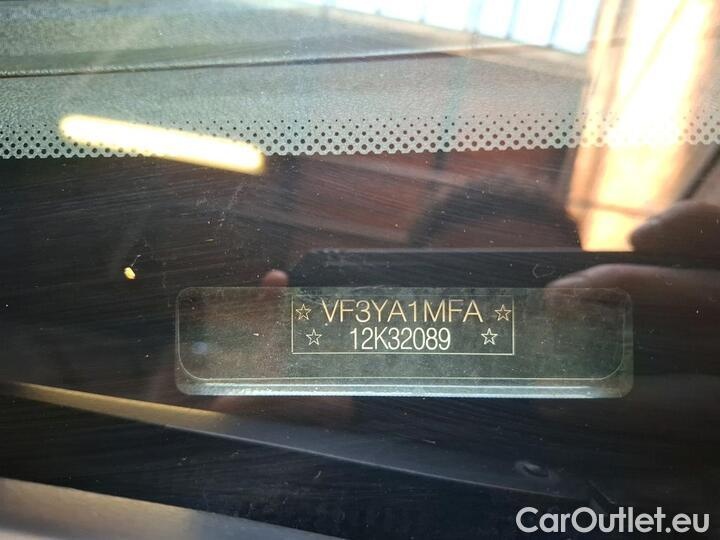 ☆ VF3YA1MFA ☆
☆ 12K32089 ☆
CarOutlet.eu